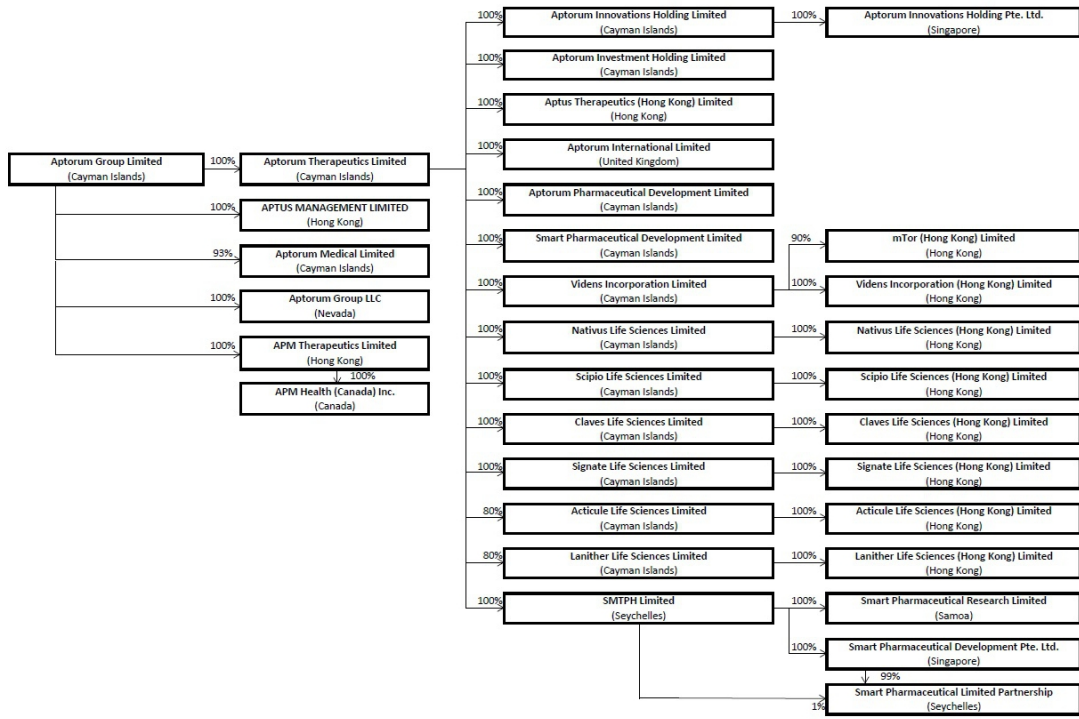 100%
Aptorum Innovations Holding Limited
(Cayman Islands)
100%
Aptorum Innovations Holding Pte. Ltd.
(Singapore)
100%
Aptorum Investment Holding Limited
(Cayman Islands)
100%
Aptus Therapeutics (Hong Kong) Limited
(Hong Kong)
Aptorum Group Limited
(Cayman Islands)
100%
Aptorum Therapeutics Limited
(Cayman Islands)
100%
Aptorum International Limited
(United Kingdom)
100%
APTUS MANAGEMENT LIMITED
(Hong Kong)
100%
Aptorum Pharmaceutical Development Limited
(Cayman Islands)
93%
Aptorum Medical Limited
(Cayman Islands)
100%
Smart Pharmaceutical Development Limited
(Cayman Islands)
90%
mTor (Hong Kong) Limited
(Hong Kong)
100%
Aptorum Group LLC
(Nevada)
100%
Videns Incorporation Limited
(Cayman Islands)
100%
Videns Incorporation (Hong Kong) Limited
(Hong Kong)
100%
APM Therapeutics Limited
(Hong Kong)
100%
Nativus Life Sciences Limited
(Cayman Islands)
100%
Nativus Life Sciences (Hong Kong) Limited
(Hong Kong)
100%
APM Health (Canada) Inc.
(Canada)
100%
Scipio Life Sciences Limited
(Cayman Islands)
100%
Scipio Life Sciences (Hong Kong) Limited
(Hong Kong)
100%
Claves Life Sciences Limited
(Cayman Islands)
100%
Claves Life Sciences (Hong Kong) Limited
(Hong Kong)
100%
Signate Life Sciences Limited
(Cayman Islands)
100%
Signate Life Sciences (Hong Kong) Limited
(Hong Kong)
80%
Acticule Life Sciences Limited
(Cayman Islands)
100%
Acticule Life Sciences (Hong Kong) Limited
(Hong Kong)
80%
Lanither Life Sciences Limited
(Cayman Islands)
100%
Lanither Life Sciences (Hong Kong) Limited
(Hong Kong)
100%
SMTPH Limited
(Seychelles)
100%
Smart Pharmaceutical Research Limited
(Samoa)
100%
Smart Pharmaceutical Development Pte. Ltd.
(Singapore)
99%
1%
Smart Pharmaceutical Limited Partnership
(Seychelles)